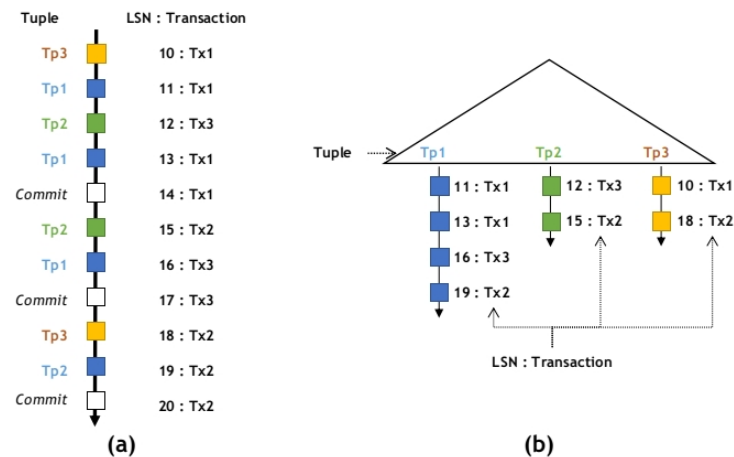 Tuple LSN : Transaction
Tp3 10 : Tx1
Tp1 11 : Tx1
Tp2 12 : Tx3
Tp1 13 : Tx1
Commit 14 : Tx1
Tp2 15 : Tx2
Tp1 16 : Tx3
Commit 17 : Tx3
Tp3 18 : Tx2
Tp2 19 : Tx2
Commit 20 : Tx2
(a)
Tuple Tp1 Tp2 Tp3
11 : Tx1 12 : Tx3 10 : Tx1
13 : Tx1 15 : Tx2 18 : Tx2
16 : Tx3
19 : Tx2
LSN : Transaction
(b)